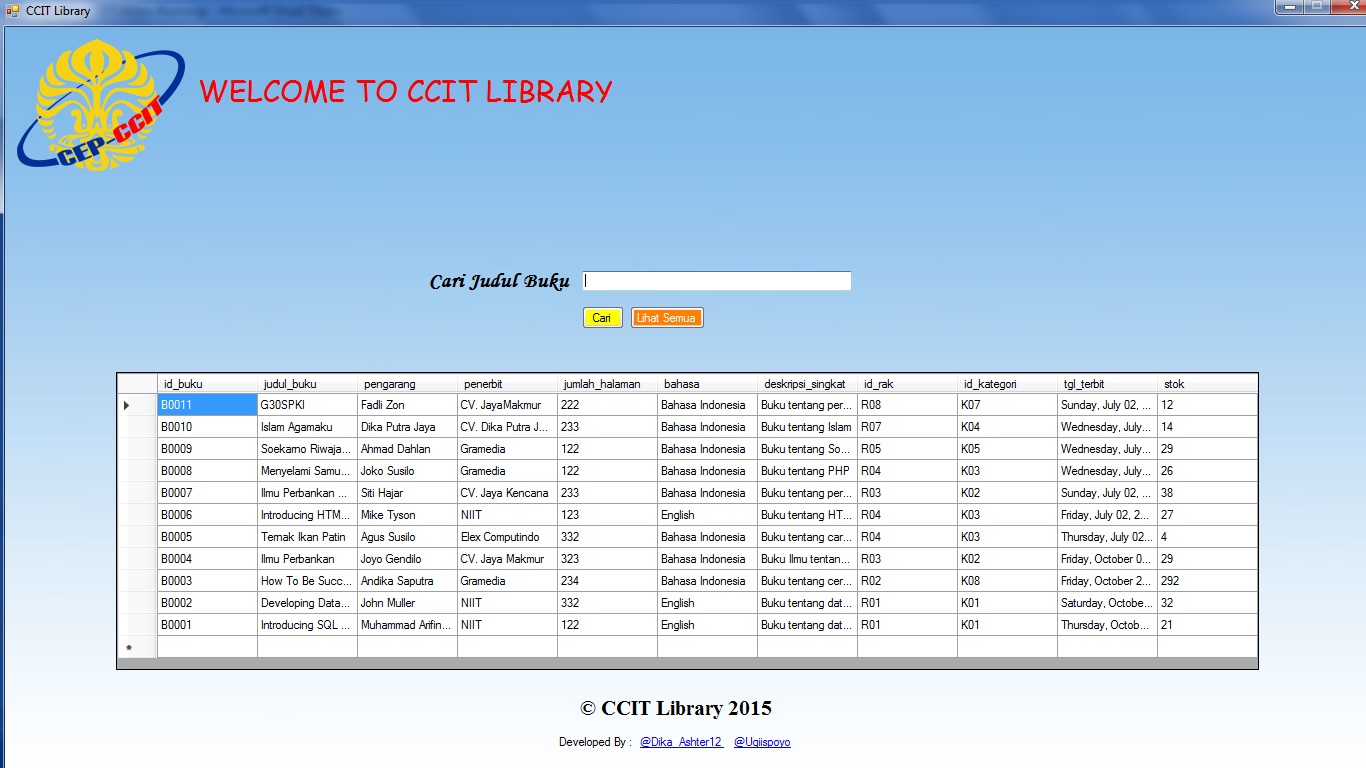 CCIT Library
CFP-CCIT
WELCOME TO CCIT LIBRARY
Cari Judul Buku
Cari Lihat Semua
id_buku judul_buku pengarang penerbit jumlah_halaman bahasa deskripsi_singkat id_rak id_kategori tgl_terbit stok
B0011 G30SPKI Fadli Zon CV. JayaMakmur 222 Bahasa Indonesia Buku tentang per... R08 K07 Sunday, July 02, ... 12
B0010 Islam Agamaku Dika Putra Jaya CV. Dika Putra J... 233 Bahasa Indonesia Buku tentang Islam R07 K04 Wednesday, July... 14
B0009 Soekarno Riwaja... Ahmad Dahlan Gramedia 122 Bahasa Indonesia Buku tentang So... R05 K05 Wednesday, July... 29
B0008 Menyelami Samu... Joko Susilo Gramedia 122 Bahasa Indonesia Buku tentang PHP R04 K03 Wednesday, July... 26
B0007 Ilmu Perbankan ... Siti Hajar CV. Jaya Kencana 233 Bahasa Indonesia Buku tentang per... R03 K02 Sunday, July 02, ... 38
B0006 Introducing HTM... Mike Tyson NIIT 123 English Buku tentang HT... R04 K03 Friday, July 02, 2... 27
B0005 Ternak Ikan Patin Agus Susilo Elex Computindo 332 Bahasa Indonesia Buku tentang car... R04 K03 Thursday, July 02... 4
B0004 Ilmu Perbankan Joyo Gendilo CV. Jaya Makmur 323 Bahasa Indonesia Buku Ilmu tentan... R03 K02 Friday, October 0... 29
B0003 How To Be Succ... Andika Saputra Gramedia 234 Bahasa Indonesia Buku tentang cer... R02 K08 Friday, October 2... 292
B0002 Developing Data... John Muller NIIT 332 English Buku tentang dat... R01 K01 Saturday, Octobe... 32
B0001 Introducing SQL ... Muhammad Arifin... NIIT 122 English Buku tentang dat... R01 K01 Thursday, Octob... 21
© CCIT Library 2015
Developed By : @Dika_Ashter12 @Ugiispoyo